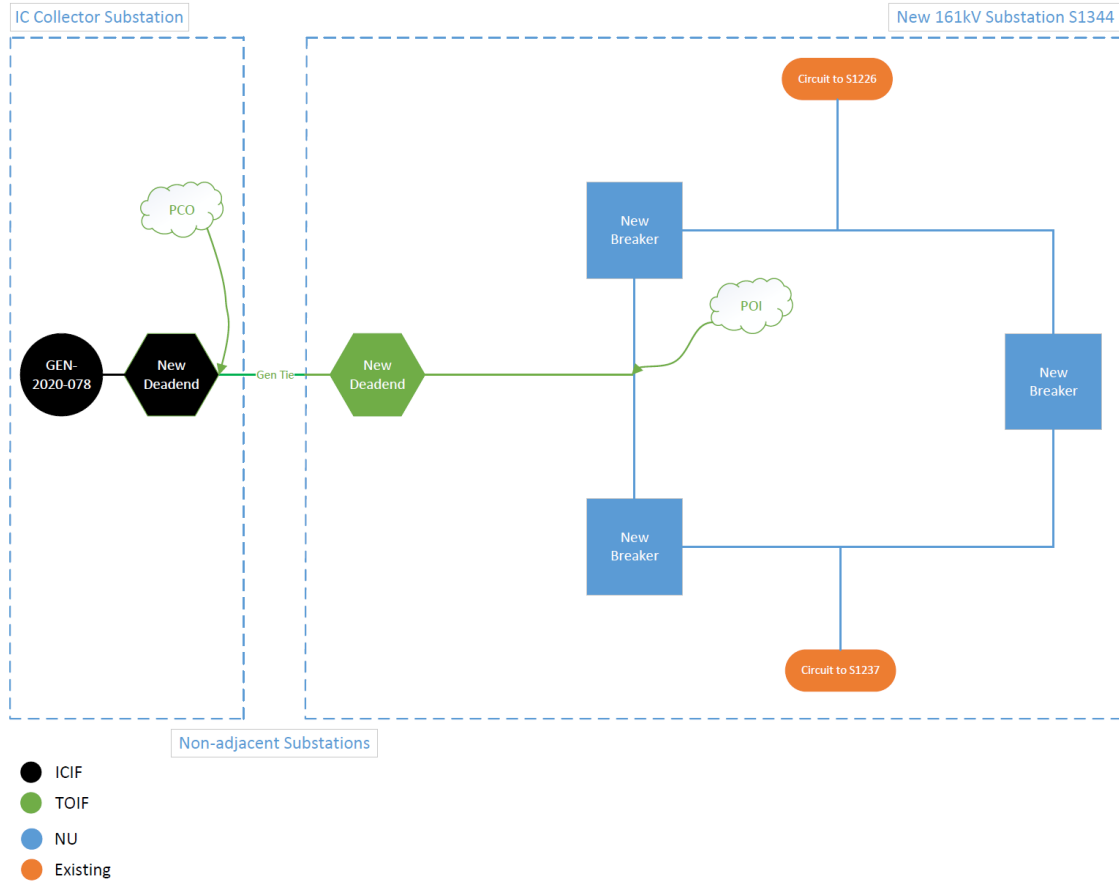 IC Collector Substation
New 161kV Substation S1344
Circuit to S1226
PCO
New
Breaker
POI
GEN-
2020-078
New
Deadend
Gen Tie
New
Deadend
New
Breaker
New
Breaker
Circuit to S1237
Non-adjacent Substations
ICIF
TOIF
NU
Existing